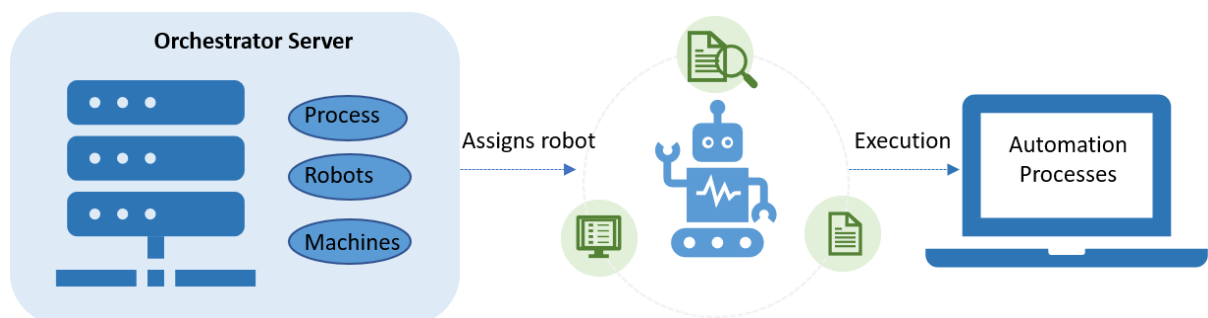 Orchestrator Server
Process
Robots
Machines
Assigns robot
Execution
Automation
Processes